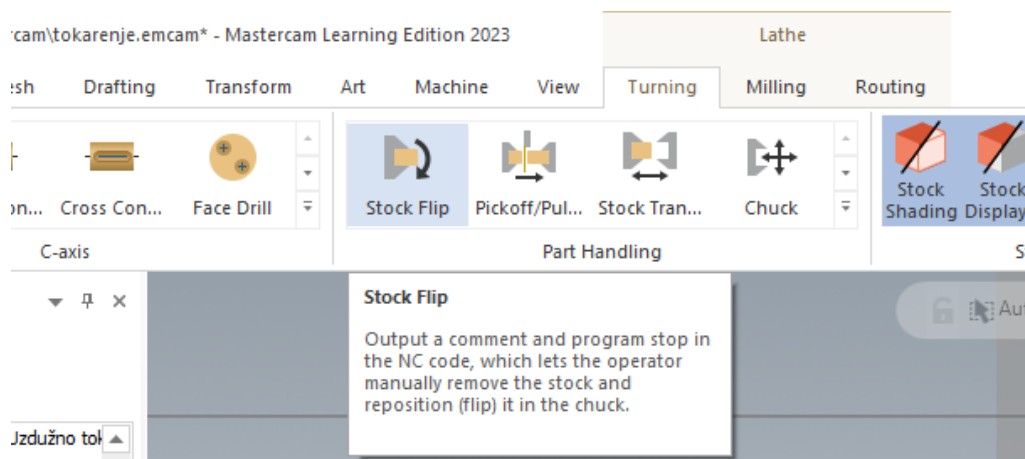 rcam\tokarenje.emcam* - Mastercam Learning Edition 2023
Lathe
Drafting Transform Art Machine View Turning Milling Routing
Cross Con... Face Drill Stock Flip Pickoff/Pul... Stock Tran... Chuck
Stock Shading
Stock Display
C-axis
Part Handling
Stock Flip
Output a comment and program stop in
the NC code, which lets the operator
manually remove the stock and
reposition (flip) it in the chuck.
Uzdužno tok